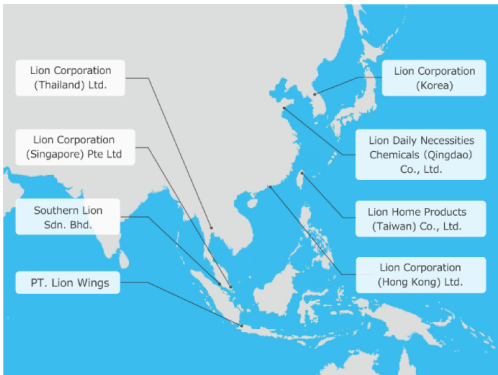 Lion Corporation
(Thailand) Ltd.
Lion Corporation
(Singapore) Pte Ltd
Southern Lion
Sdn. Bhd.
PT. Lion Wings
Lion Corporation
(Korea)
Lion Daily Necessities
Chemicals (Qingdao)
Co., Ltd.
Lion Home Products
(Taiwan) Co., Ltd.
Lion Corporation
(Hong Kong) Ltd.